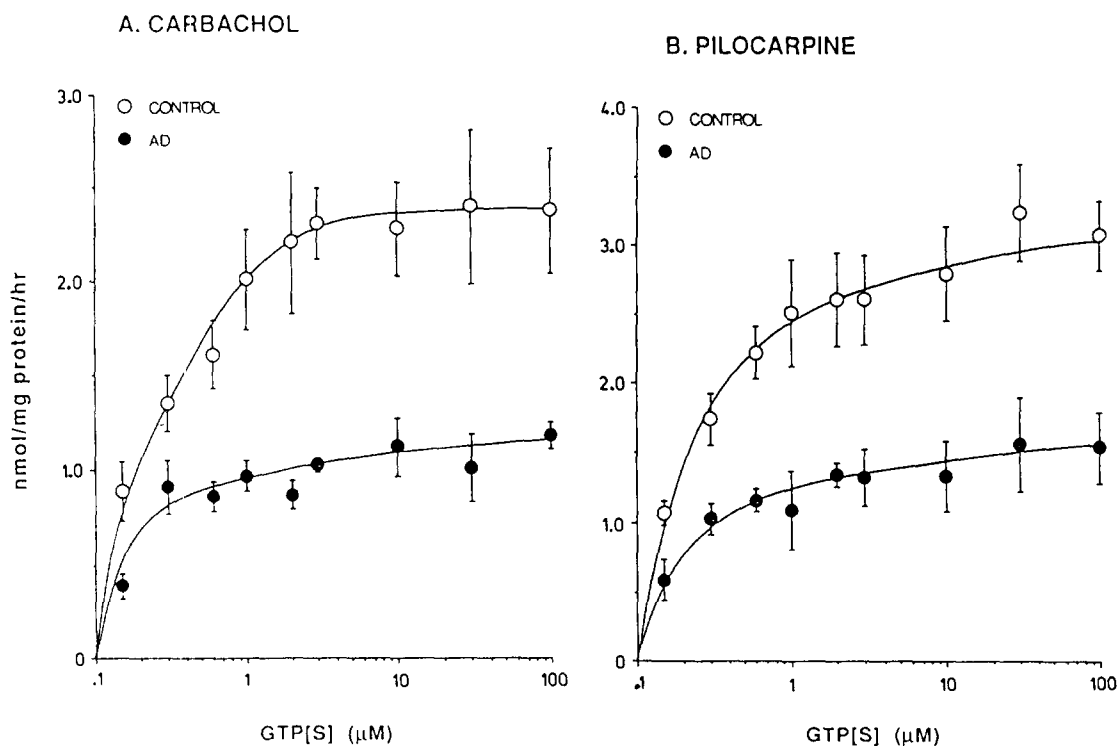 A. CARBACHOL
CONTROL
AD
3.0
2.0
1.0
0
nmol/mg protein/hr
.1
1
10
100
GTP[S] (μM)
B. PILOCARPINE
CONTROL
AD
4.0
3.0
2.0
1.0
0
.1
1
10
100
GTP[S] (μM)